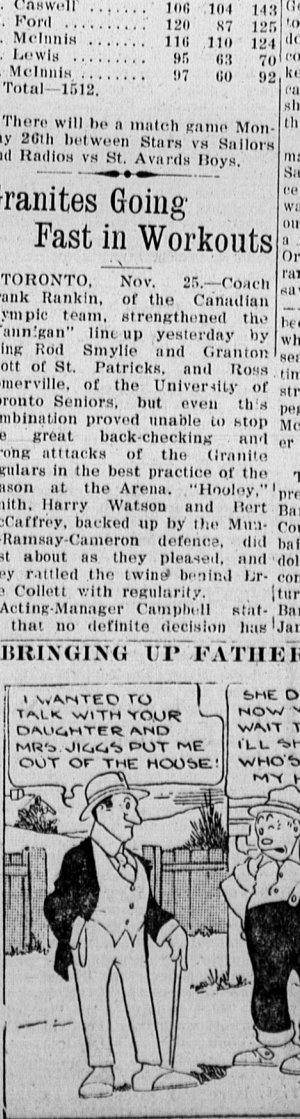 . Caswell ....... 106 104 143
. Ford .......... 120 87 125
. McInnis ....... 116 110 124
. Lewis ......... 95 63 70
. McInnis ....... 97 60 92
Total—1512.
There will be a match game Mon-
ay 26th between Stars vs Sailors
nd Radios vs St. Avards Boys.
ranites Going
Fast in Workouts
TORONTO, Nov. 25.—Coach
ank Rankin, of the Canadian
ympic team, strengthened the
annigan" line up yesterday by
ing Rod Smylie and Granton
ott of St. Patricks, and Ross
merville, of the University of
oronto Seniors, but even this
mbination proved unable to stop
e great back-checking and
rong atttacks of the Granite
gulars in the best practice of the
ason at the Arena. "Hooley,"
mith, Harry Watson and Bert
cCaffrey, backed up by the Mun-
-Ramsay-Cameron defence, did
st about as they pleased, and
ey rattled the twine behind Er-
e Collett with regularity.
Acting-Manager Campbell stat-
that no definite decision has
BRINGING UP FATHER
I WANTED TO
TALK WITH YOUR
DAUGHTER AND
MRS. JIGGS PUT ME
OUT OF THE HOUSE!
SHE D
NOW Y
WAIT T
I'LL S
WHO'S
MY H